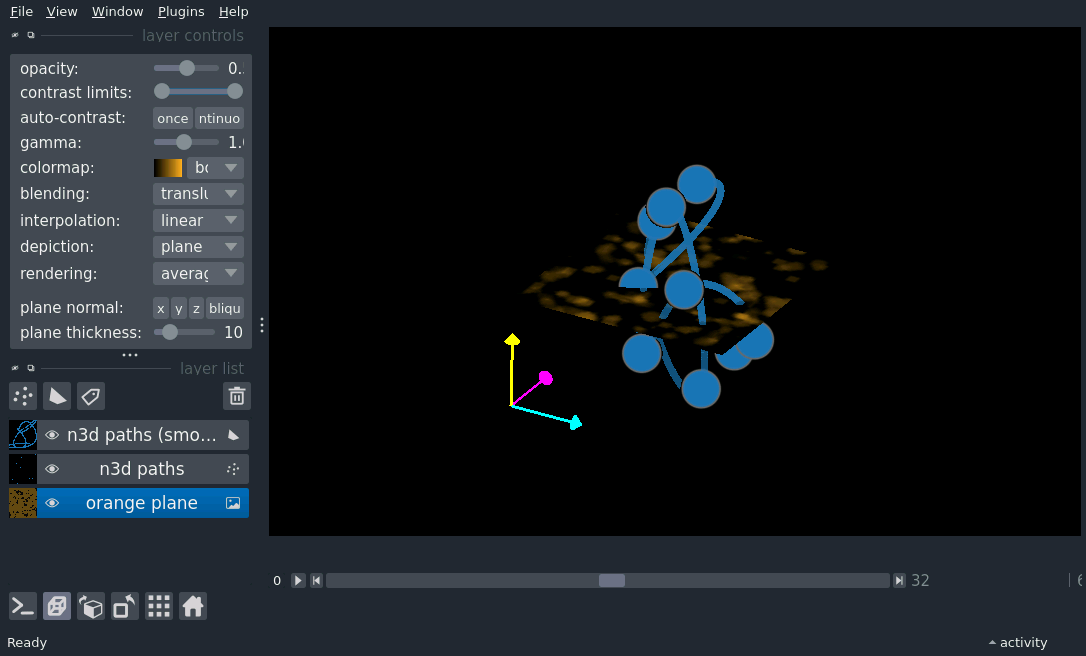 File View Window Plugins Help
layer controls
opacity: 0.
contrast limits:
auto-contrast: once ntinuo
gamma: 1.
colormap: bo
blending: translu
interpolation: linear
depiction: plane
rendering: averag
plane normal: x y z bliqu
plane thickness: 10
layer list
n3d paths (smo...
n3d paths
orange plane
0 32
Ready activity